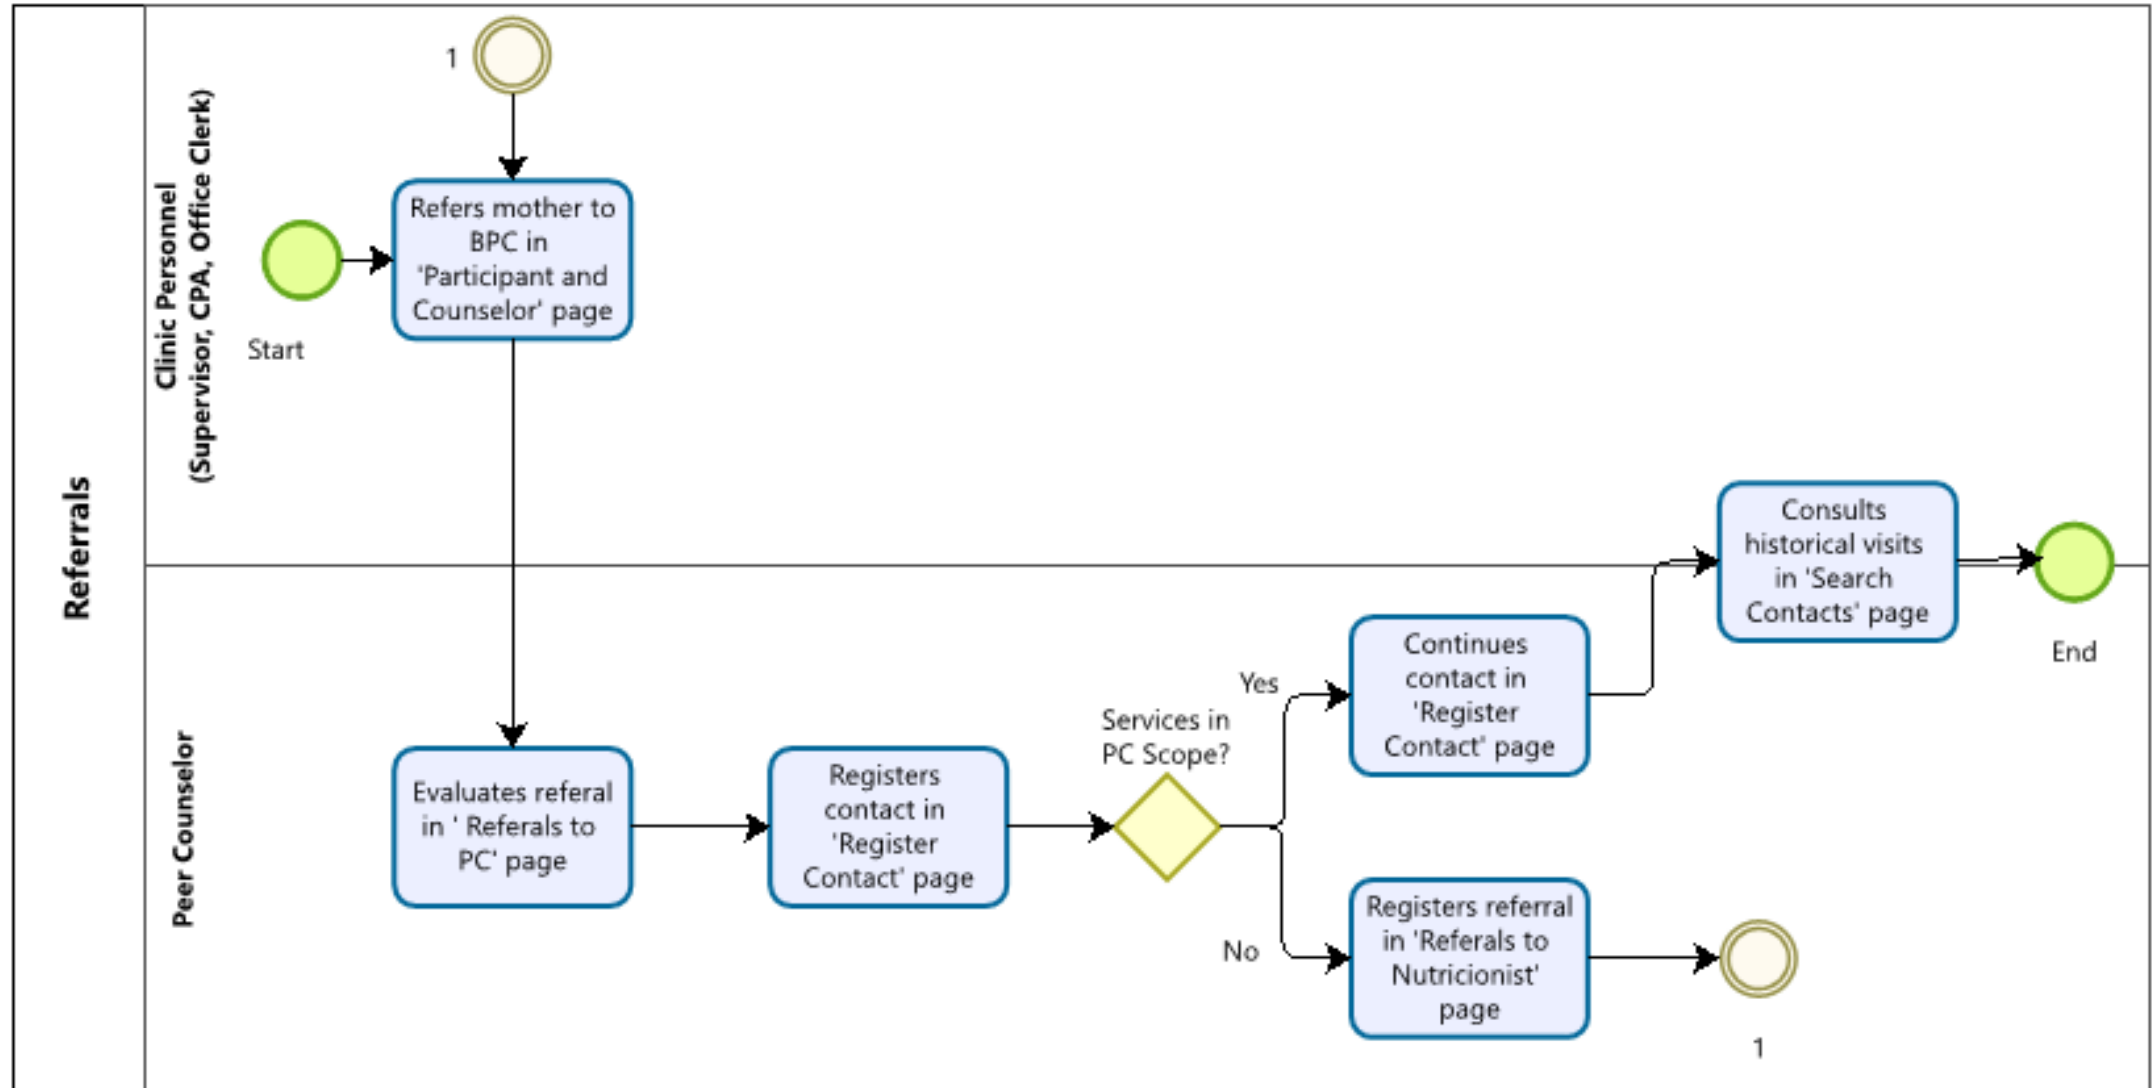 Referrals
Clinic Personnel
(Supervisor, CPA, Office Clerk)
1
Start
Refers mother to
BPC in
'Participant and
Counselor' page
Peer Counselor
Evaluates referal
in ' Referals to
PC' page
Registers
contact in
'Register
Contact' page
Services in
PC Scope?
Yes
Continues
contact in
'Register
Contact' page
Consults
historical visits
in 'Search
Contacts' page
End
No
Registers referral
in 'Referals to
Nutricionist'
page
1